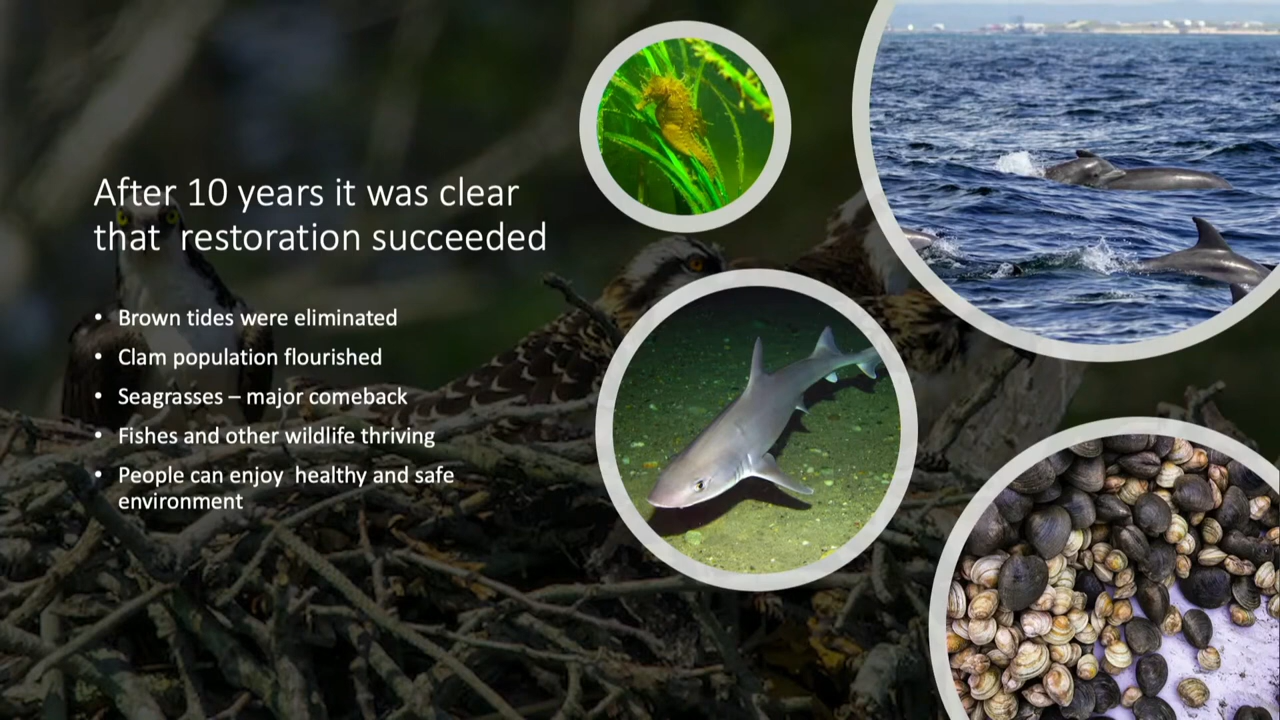 After 10 years it was clear
that  restoration succeeded
• Brown tides were eliminated
• Clam population flourished
• Seagrasses – major comeback
• Fishes and other wildlife thriving
• People can enjoy  healthy and safe
environment